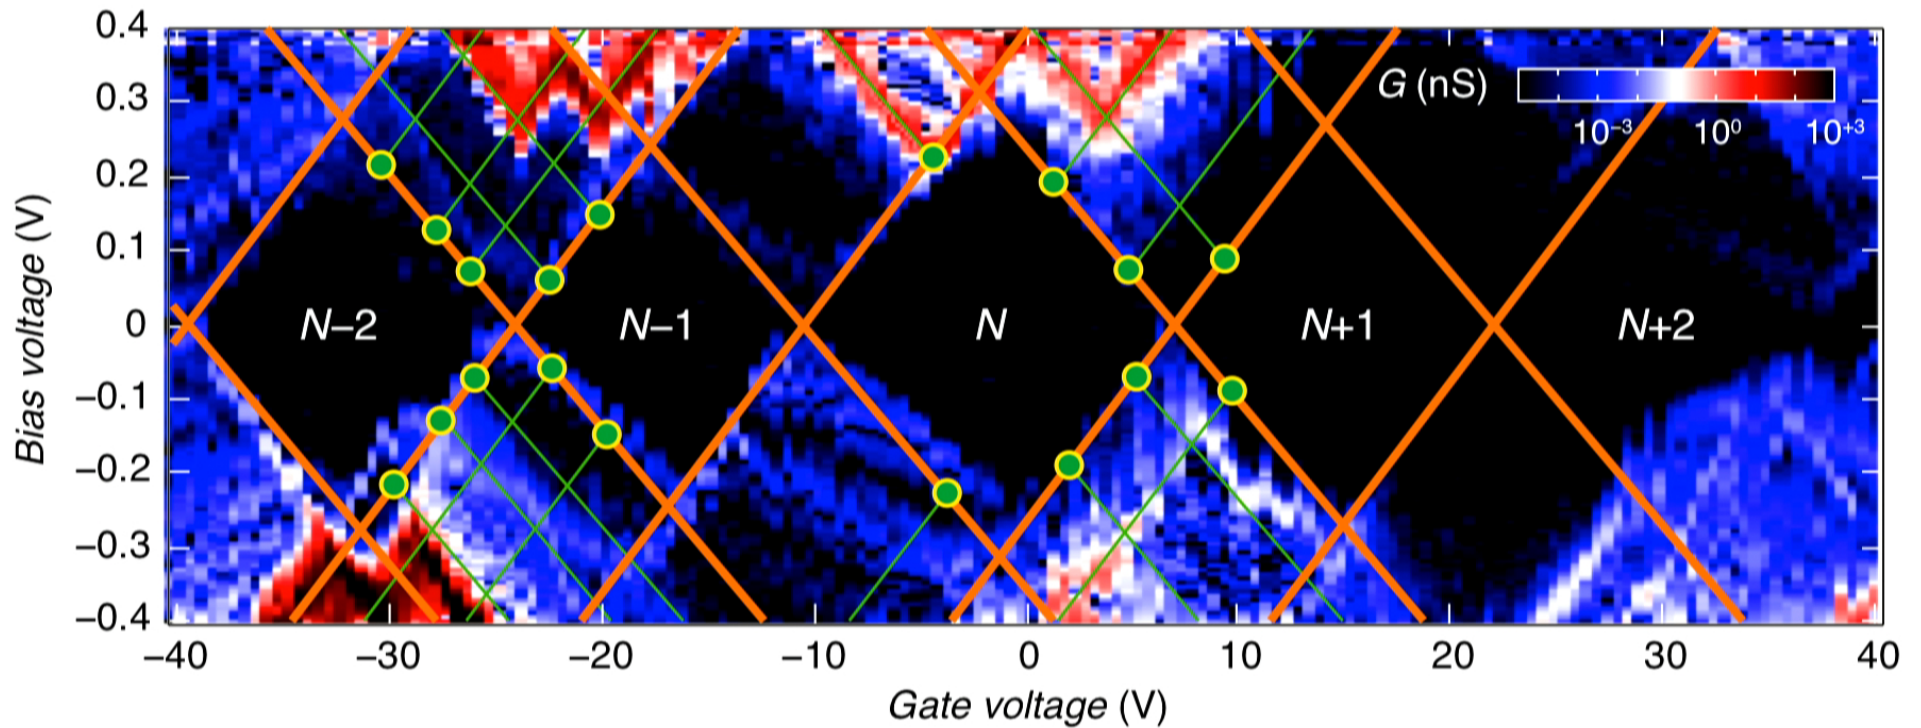 0.4
0.3
0.2
0.1
0
−0.1
−0.2
−0.3
−0.4
Bias voltage (V)
G (nS)
10⁻³ 10⁰ 10⁺³
N−2 N−1 N N+1 N+2
−40 −30 −20 −10 0 10 20 30 40
Gate voltage (V)